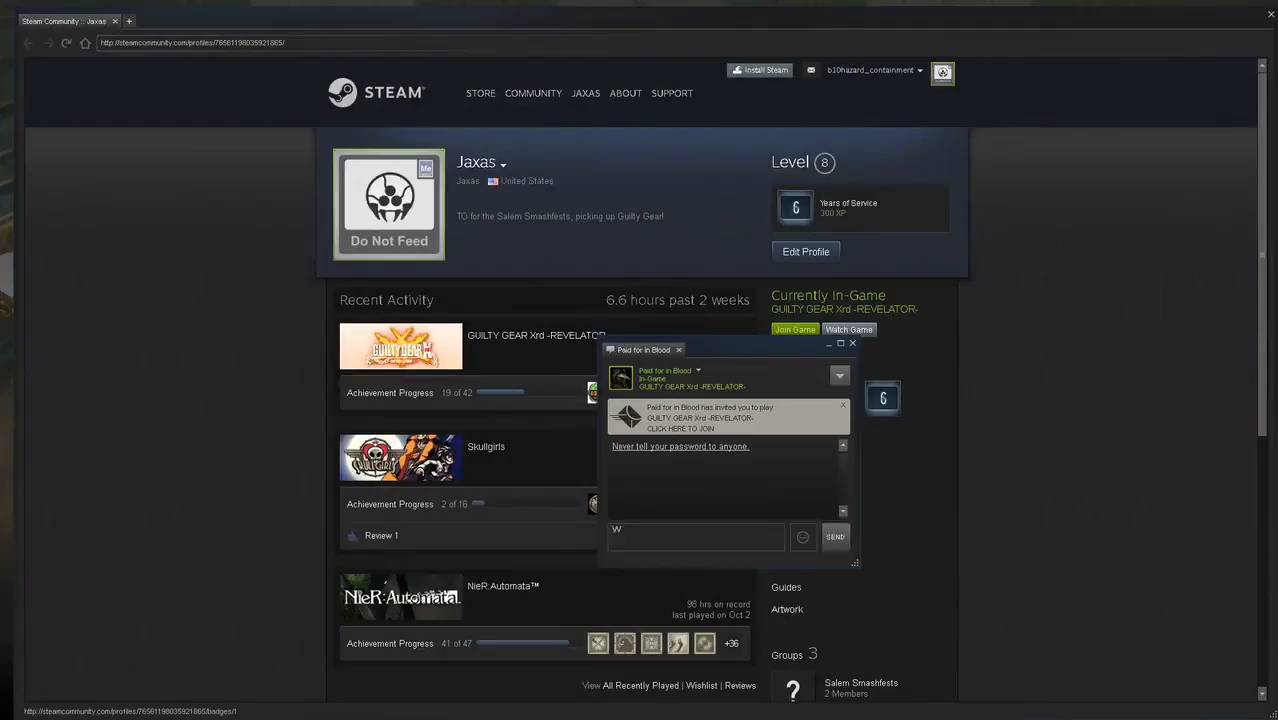 Steam Community :: Jaxas
http://steamcommunity.com/profiles/76561198035921865/
Install Steam
b10hazard_containment
STEAM
STORE
COMMUNITY
JAXAS
ABOUT
SUPPORT
Me
Do Not Feed
Jaxas
Jaxas
United States
TO for the Salem Smashfests, picking up Guilty Gear!
Level 8
6
Years of Service
300 XP
Edit Profile
Recent Activity
6.6 hours past 2 weeks
Currently In-Game
GUILTY GEAR Xrd -REVELATOR-
Join Game
Watch Game
GUILTY GEAR
GUILTY GEAR Xrd -REVELATOR-
Achievement Progress 19 of 42
6
SKULLGIRLS
Skullgirls
Achievement Progress 2 of 16
Review 1
Paid for in Blood
Paid for in Blood
In-Game
GUILTY GEAR Xrd -REVELATOR-
Paid for in Blood has invited you to play
GUILTY GEAR Xrd -REVELATOR-
CLICK HERE TO JOIN
X
Never tell your password to anyone.
W
SEND
NieR:Automata
NieR:Automata™
98 hrs on record
last played on Oct 2
Achievement Progress 41 of 47
+36
View All Recently Played | Wishlist | Reviews
Guides
Artwork
Groups 3
?
Salem Smashfests
2 Members
http://steamcommunity.com/profiles/76561198035921865/badges/1